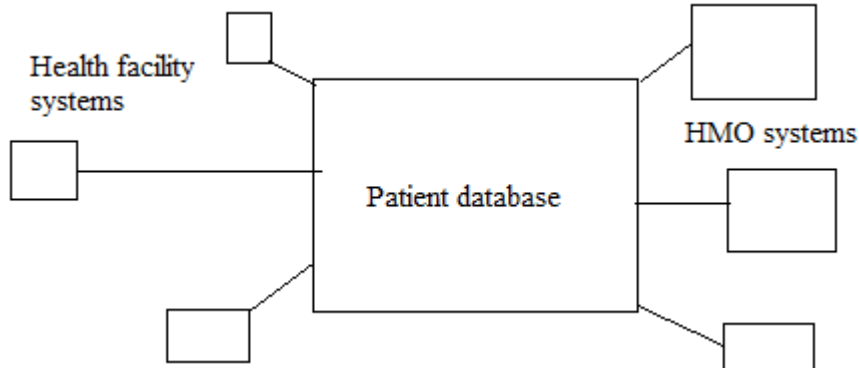 Health facility
systems
HMO systems
Patient database